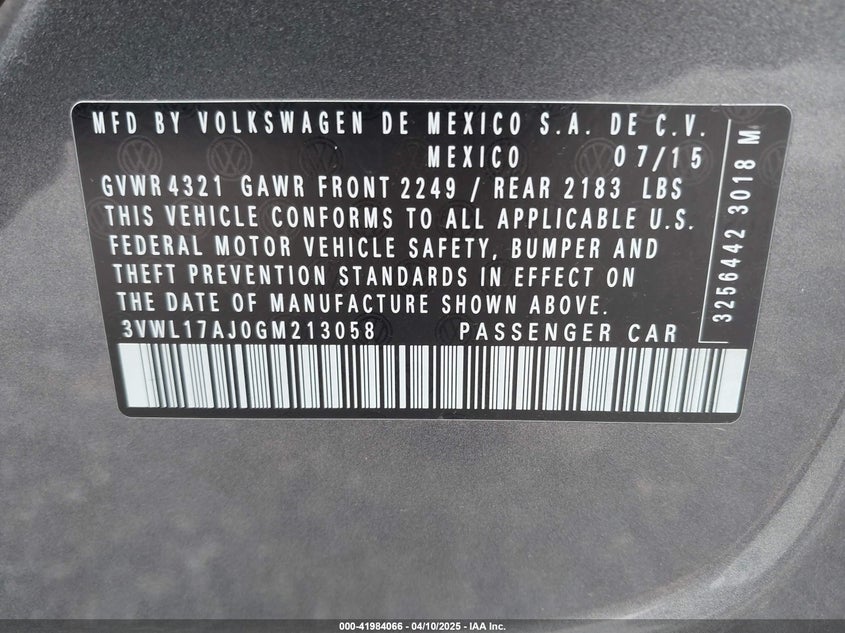 MFD BY VOLKSWAGEN DE MEXICO S.A. DE C.V.
MEXICO 07/15
GVWR 4321 GAWR FRONT 2249 / REAR 2183 LBS
THIS VEHICLE CONFORMS TO ALL APPLICABLE U.S.
FEDERAL MOTOR VEHICLE SAFETY, BUMPER AND
THEFT PREVENTION STANDARDS IN EFFECT ON
THE DATE OF MANUFACTURE SHOWN ABOVE.
3VWL17AJ0GM213058 PASSENGER CAR
3256442 3018 M
000-41984066 - 04/10/2025 - IAA Inc.